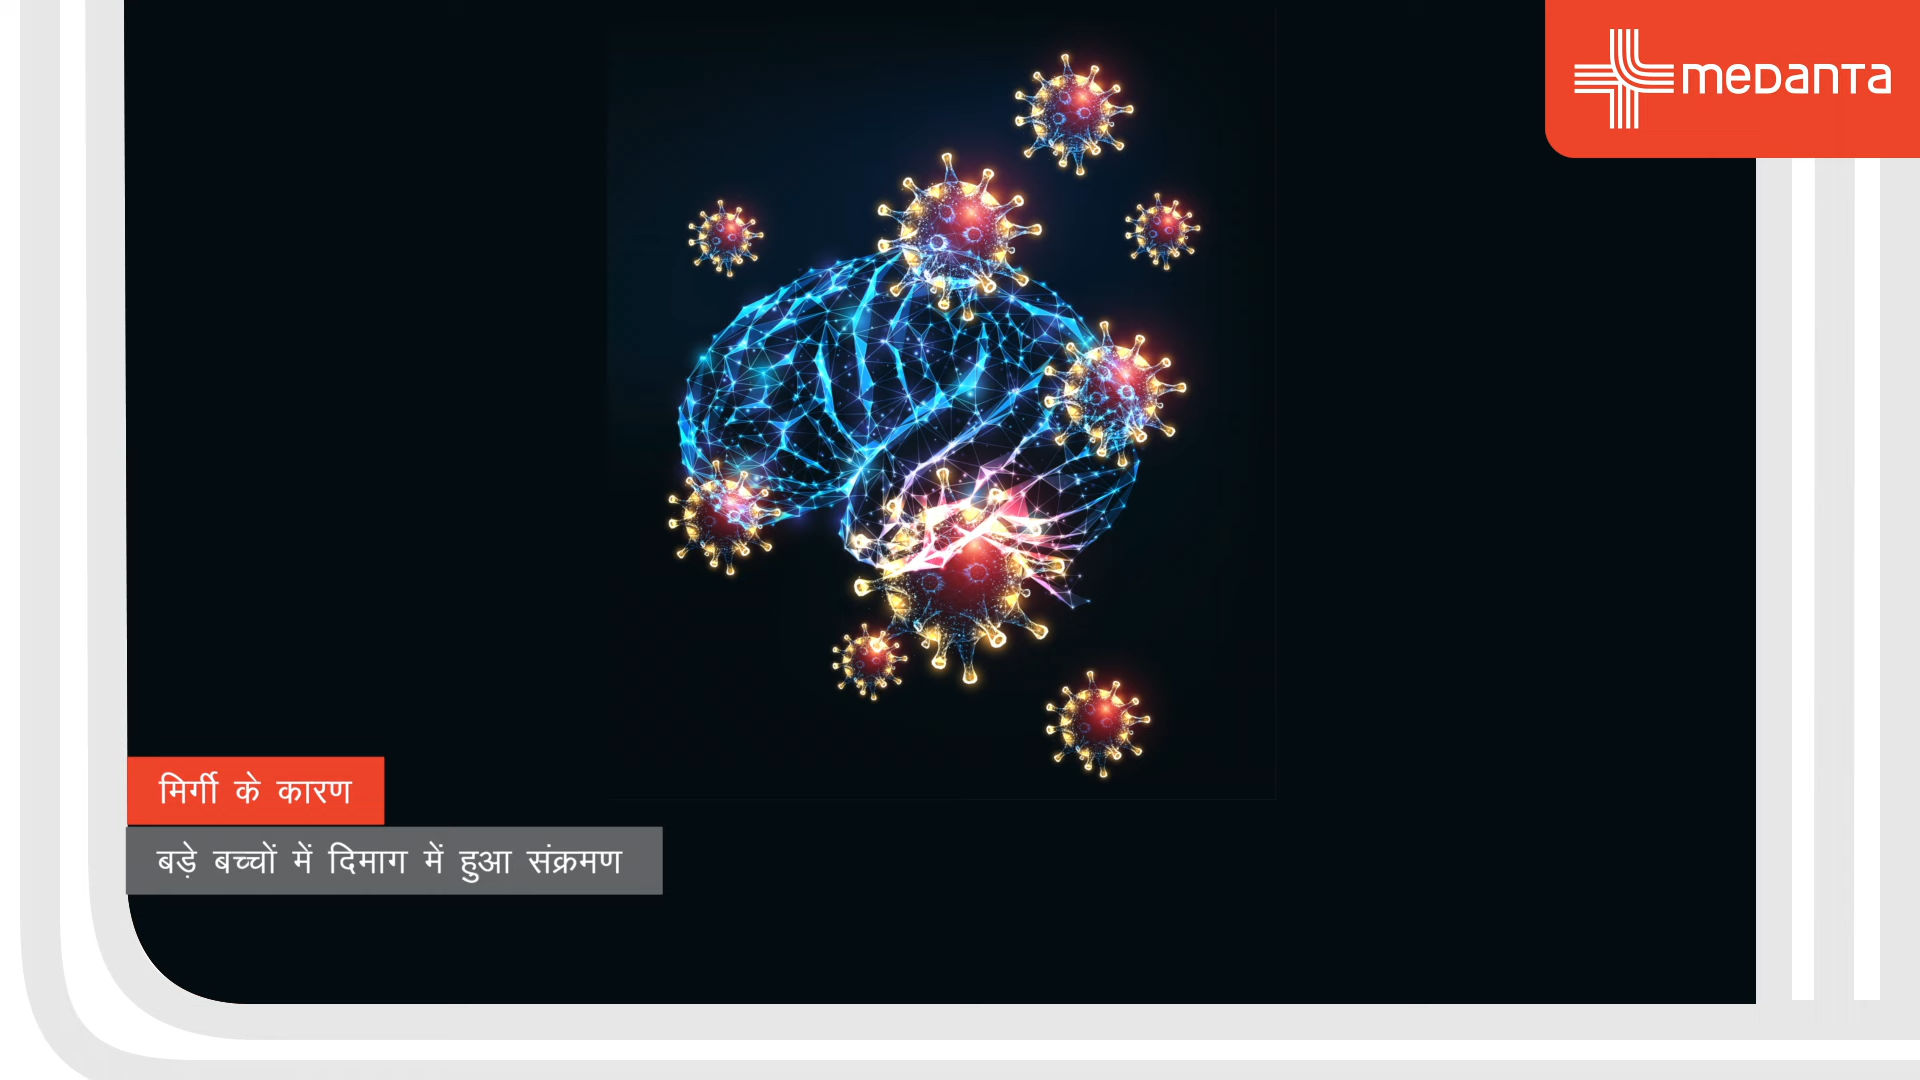 medanta
मिर्गी के कारण
बड़े बच्चों में दिमाग में हुआ संक्रमण